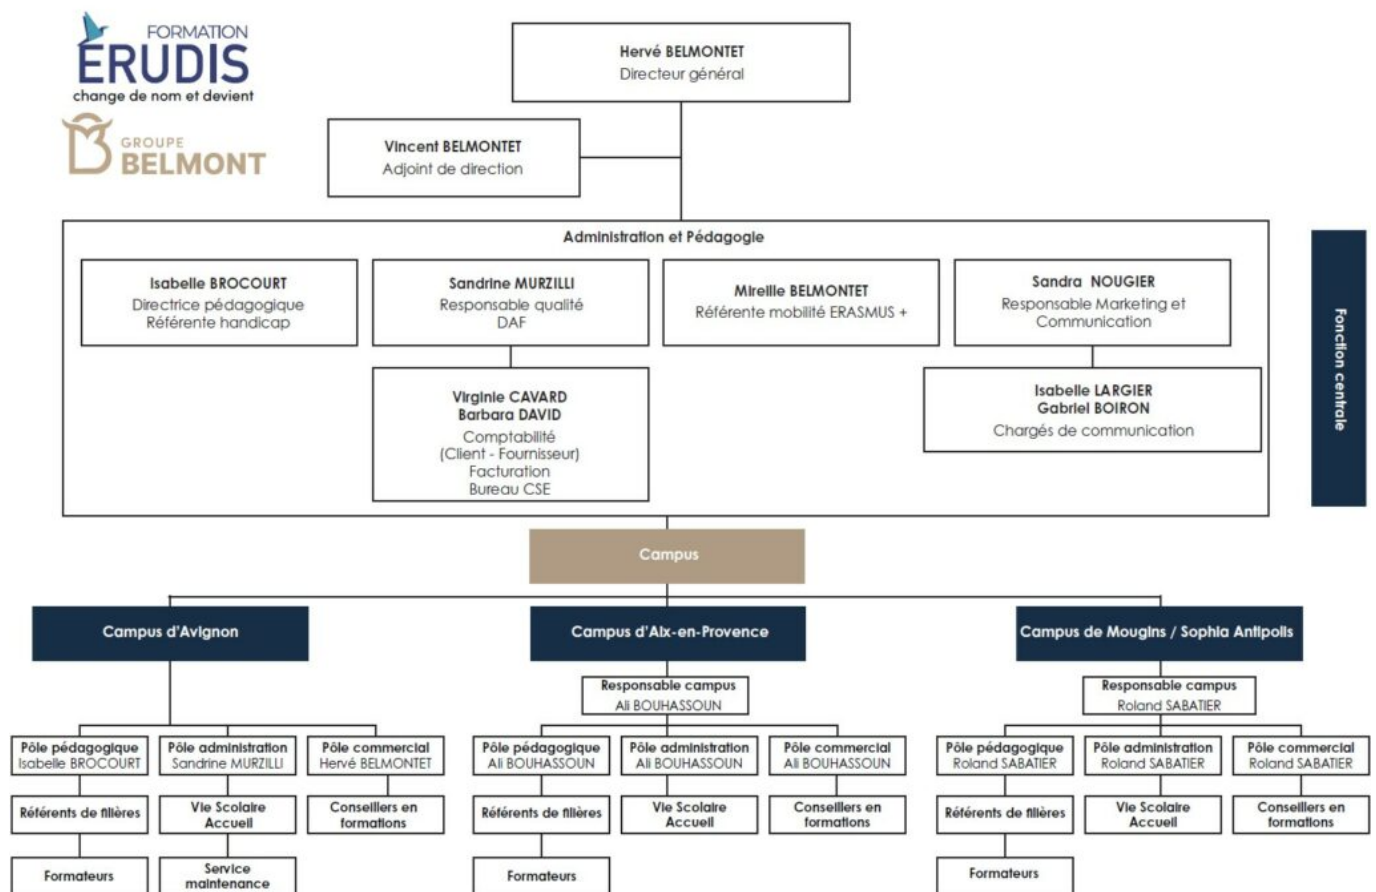 FORMATION
ERUDIS
change de nom et devient
GROUPE
BELMONT
Hervé BELMONTET
Directeur général
Vincent BELMONTET
Adjoint de direction
Administration et Pédagogie
Isabelle BROCOURT
Directrice pédagogique
Référente handicap
Sandrine MURZILLI
Responsable qualité
DAF
Mireille BELMONTET
Référente mobilité ERASMUS +
Sandra NOUGIER
Responsable Marketing et
Communication
Virginie CAVARD
Barbara DAVID
Comptabilité
(Client - Fournisseur)
Facturation
Bureau CSE
Isabelle LARGIER
Gabriel BOIRON
Chargés de communication
Fonction centrale
Campus
Campus d'Avignon
Campus d'Aix-en-Provence
Campus de Mougins / Sophia Antipolis
Responsable campus
Ali BOUHASSOUN
Responsable campus
Roland SABATIER
Pôle pédagogique
Isabelle BROCOURT
Pôle administration
Sandrine MURZILLI
Pôle commercial
Hervé BELMONTET
Pôle pédagogique
Ali BOUHASSOUN
Pôle administration
Ali BOUHASSOUN
Pôle commercial
Ali BOUHASSOUN
Pôle pédagogique
Roland SABATIER
Pôle administration
Roland SABATIER
Pôle commercial
Roland SABATIER
Référents de filières
Vie Scolaire
Accueil
Conseillers en
formations
Référents de filières
Vie Scolaire
Accueil
Conseillers en
formations
Référents de filières
Vie Scolaire
Accueil
Conseillers en
formations
Formateurs
Service
maintenance
Formateurs
Formateurs